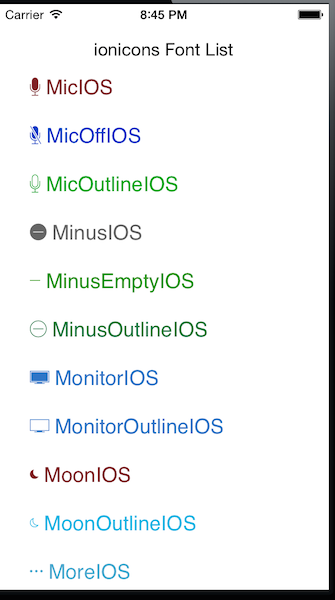 Carrier 8:45 PM
ionicons Font List
MicIOS
MicOffIOS
MicOutlineIOS
MinusIOS
MinusEmptyIOS
MinusOutlineIOS
MonitorIOS
MonitorOutlineIOS
MoonIOS
MoonOutlineIOS
MoreIOS